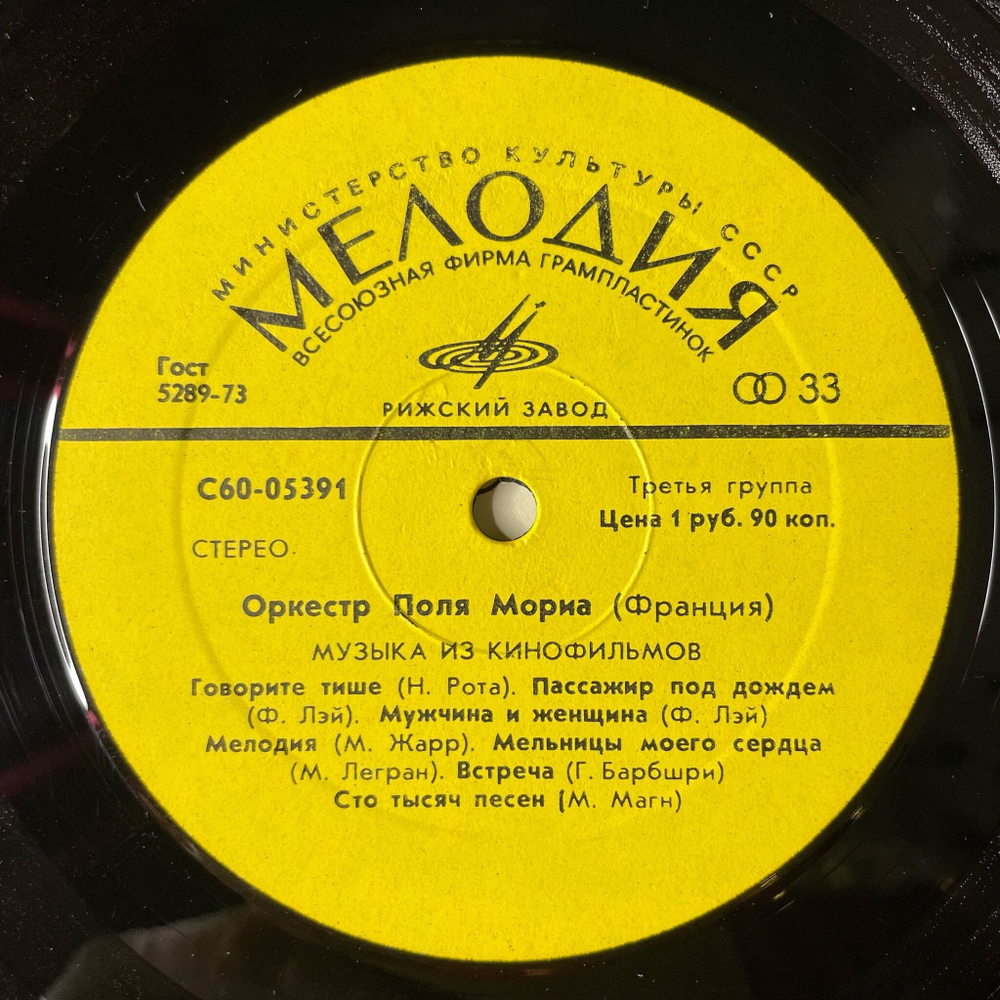 МИНИСТЕРСТВО КУЛЬТУРЫ СССР
МЕЛОДИЯ
ВСЕСОЮЗНАЯ ФИРМА ГРАМПЛАСТИНОК
Гост
5289-73
33
РИЖСКИЙ ЗАВОД
С60-05391
Третья группа
Цена 1 руб. 90 коп.
СТЕРЕО
Оркестр Поля Мориа (Франция)
МУЗЫКА ИЗ КИНОФИЛЬМОВ
Говорите тише (Н. Рота). Пассажир под дождем
(Ф. Лэй). Мужчина и женщина (Ф. Лэй)
Мелодия (М. Жарр). Мельницы моего сердца
(М. Легран). Встреча (Г. Барбшри)
Сто тысяч песен (М. Магн)